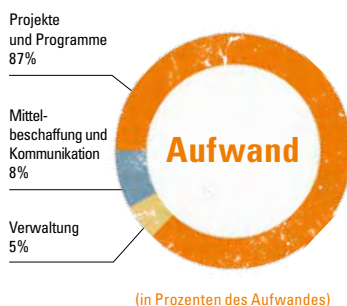 Projekte
und Programme
87%
Mittel-
beschaffung und
Kommunikation
8%
Verwaltung
5%
Aufwand
(in Prozenten des Aufwandes)